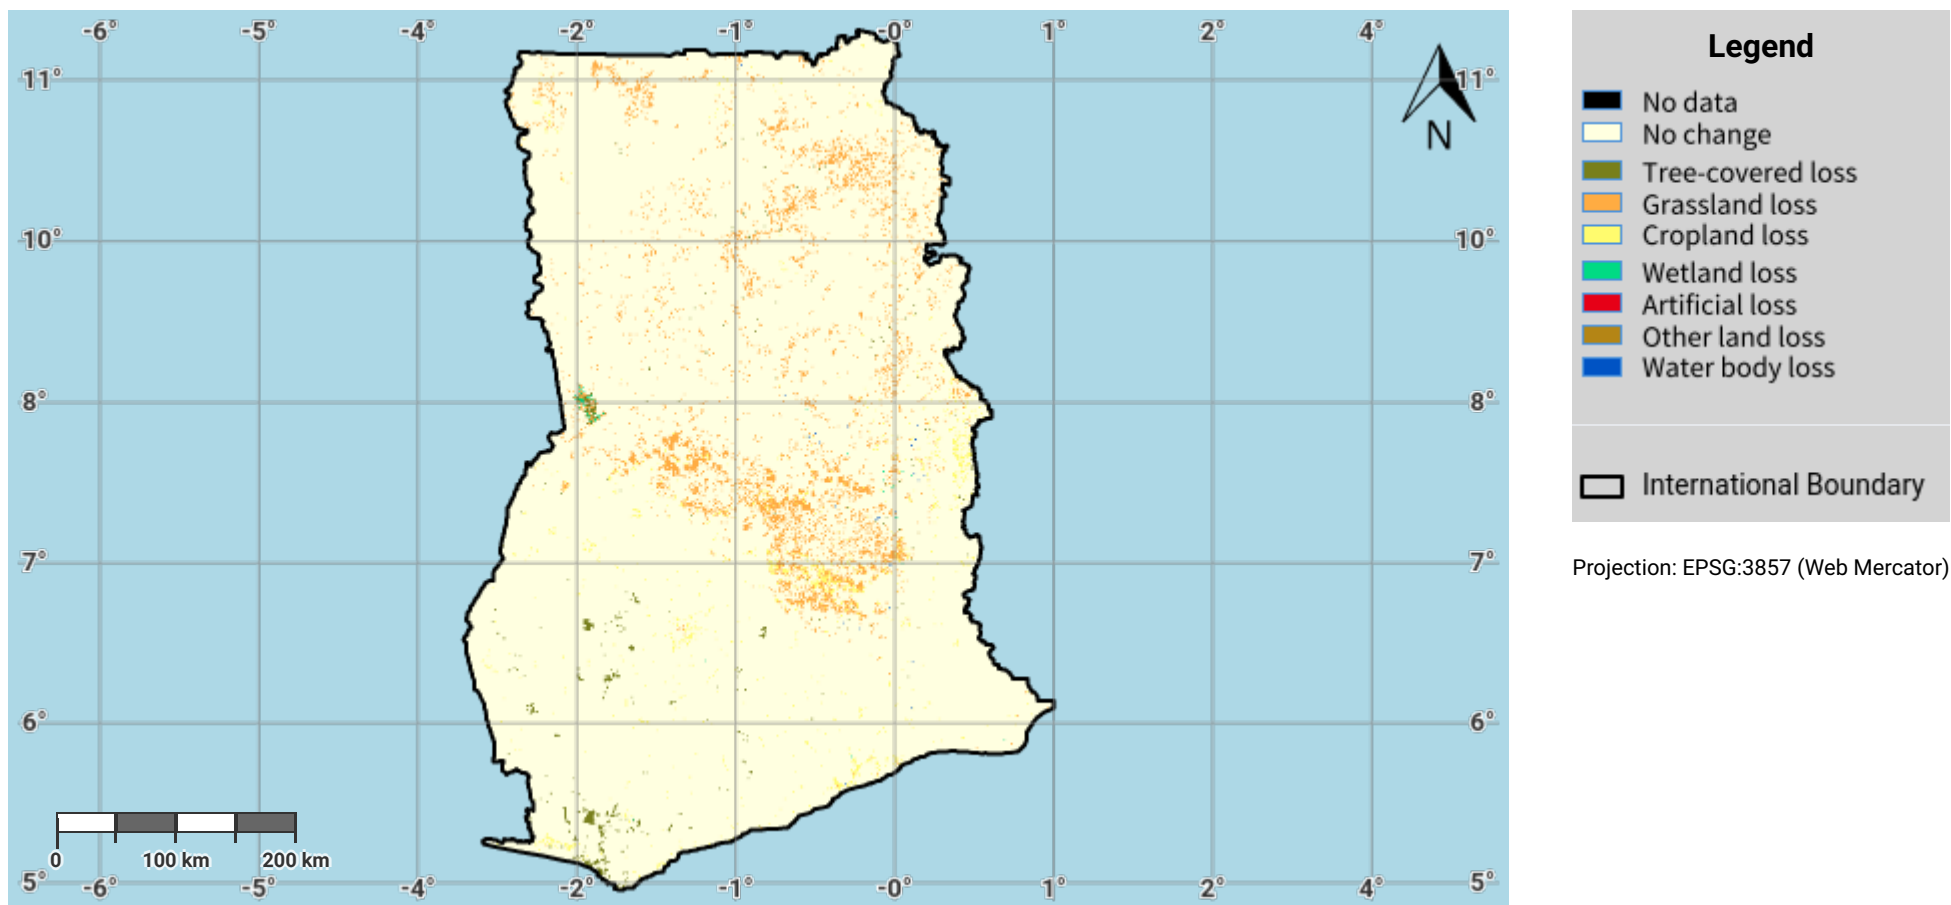 -6° -5° -4° -2° -1° -0° 1° 2° 4°
11° 11°
N
10° 10°
8° 8°
7° 7°
6° 6°
0 100 km 200 km
5° 5°
-6° -5° -4° -2° -1° -0° 1° 2° 4°
Legend
No data
No change
Tree-covered loss
Grassland loss
Cropland loss
Wetland loss
Artificial loss
Other land loss
Water body loss
International Boundary
Projection: EPSG:3857 (Web Mercator)